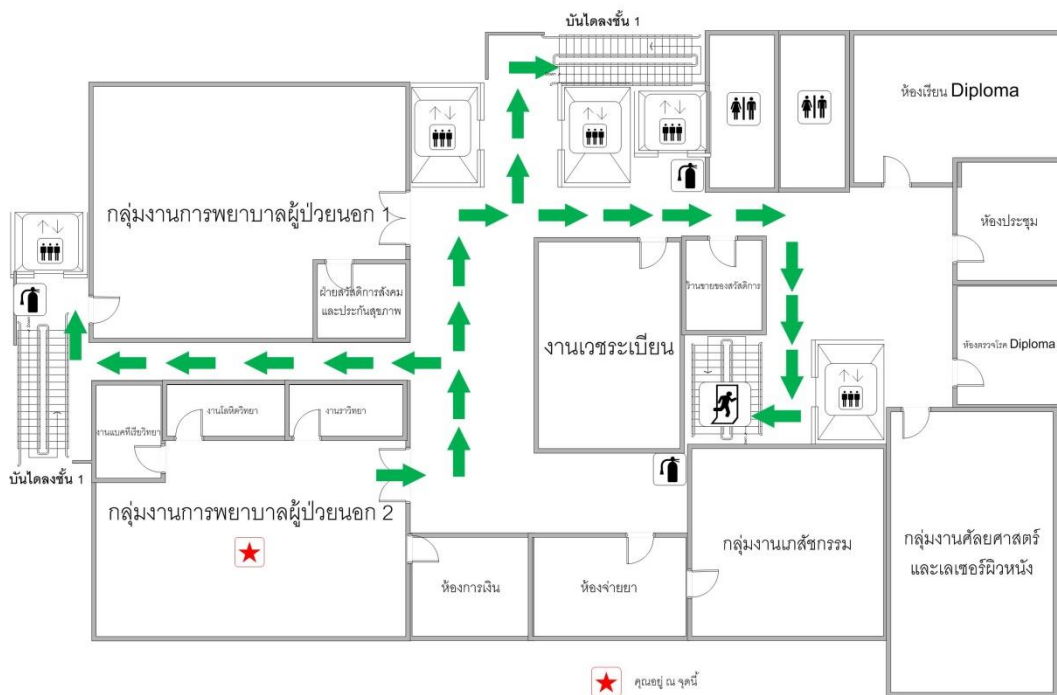 บันไดลงชั้น 1
ห้องเรียน Diploma
กลุ่มงานการพยาบาลผู้ป่วยนอก 1
ห้องประชุม
ฝ่ายสวัสดิการสังคม
และประกันสุขภาพ
ร้านขายของสวัสดิการ
งานเวชระเบียน
ห้องตรวจโรค Diploma
งานโลหิตวิทยา
งานราวิทยา
งานแบคทีเรียวิทยา
บันไดลงชั้น 1
กลุ่มงานการพยาบาลผู้ป่วยนอก 2
กลุ่มงานเภสัชกรรม
กลุ่มงานศัลยศาสตร์
และเลเซอร์ผิวหนัง
ห้องการเงิน
ห้องจ่ายยา
คุณอยู่ ณ จุดนี้